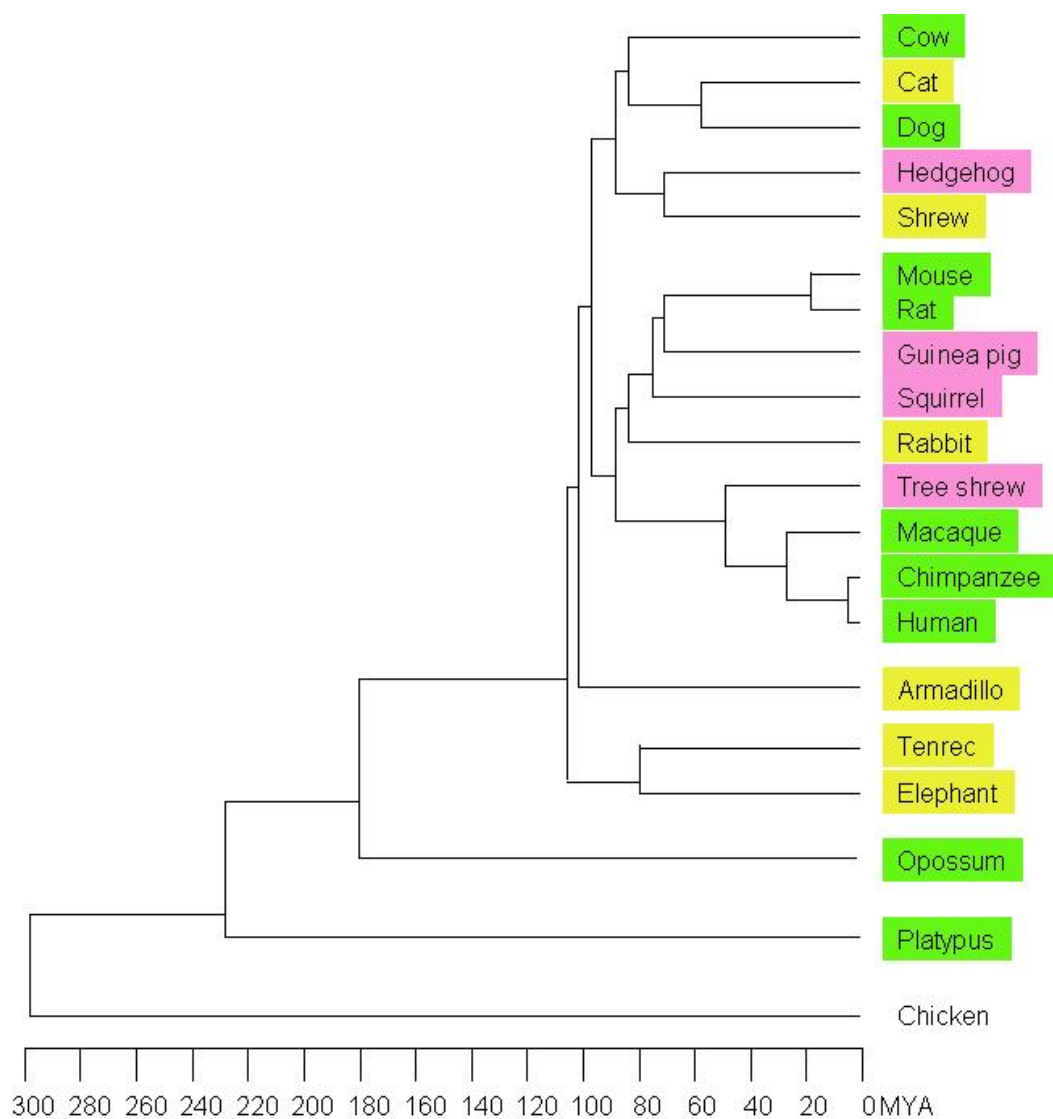 Cow
Cat
Dog
Hedgehog
Shrew
Mouse
Rat
Guinea pig
Squirrel
Rabbit
Tree shrew
Macaque
Chimpanzee
Human
Armadillo
Tenrec
Elephant
Opossum
Platypus
Chicken
300 280 260 240 220 200 180 160 140 120 100 80 60 40 20 0MYA